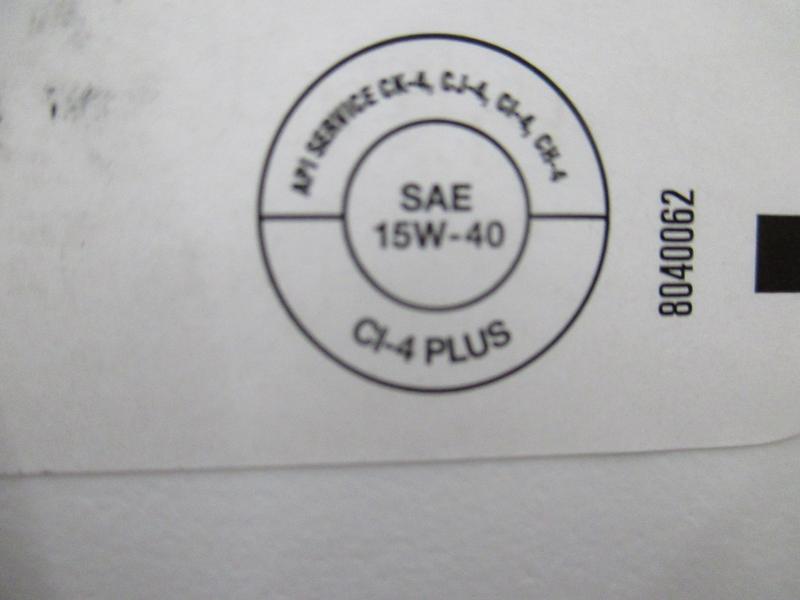 API SERVICE CK-4, CJ-4, CI-4, CH-4
SAE
15W-40
CI-4 PLUS
8040062